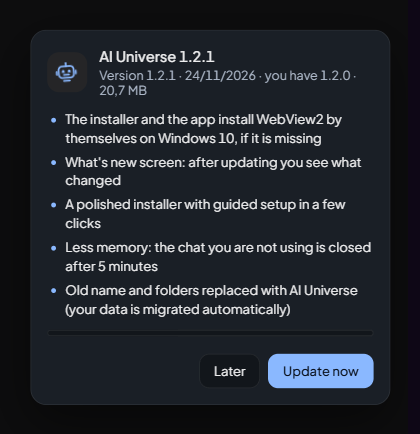 AI Universe 1.2.1
Version 1.2.1 · 24/11/2026 · you have 1.2.0 ·
20,7 MB
• The installer and the app install WebView2 by
themselves on Windows 10, if it is missing
• What's new screen: after updating you see what
changed
• A polished installer with guided setup in a few
clicks
• Less memory: the chat you are not using is closed
after 5 minutes
• Old name and folders replaced with AI Universe
(your data is migrated automatically)
Later
Update now